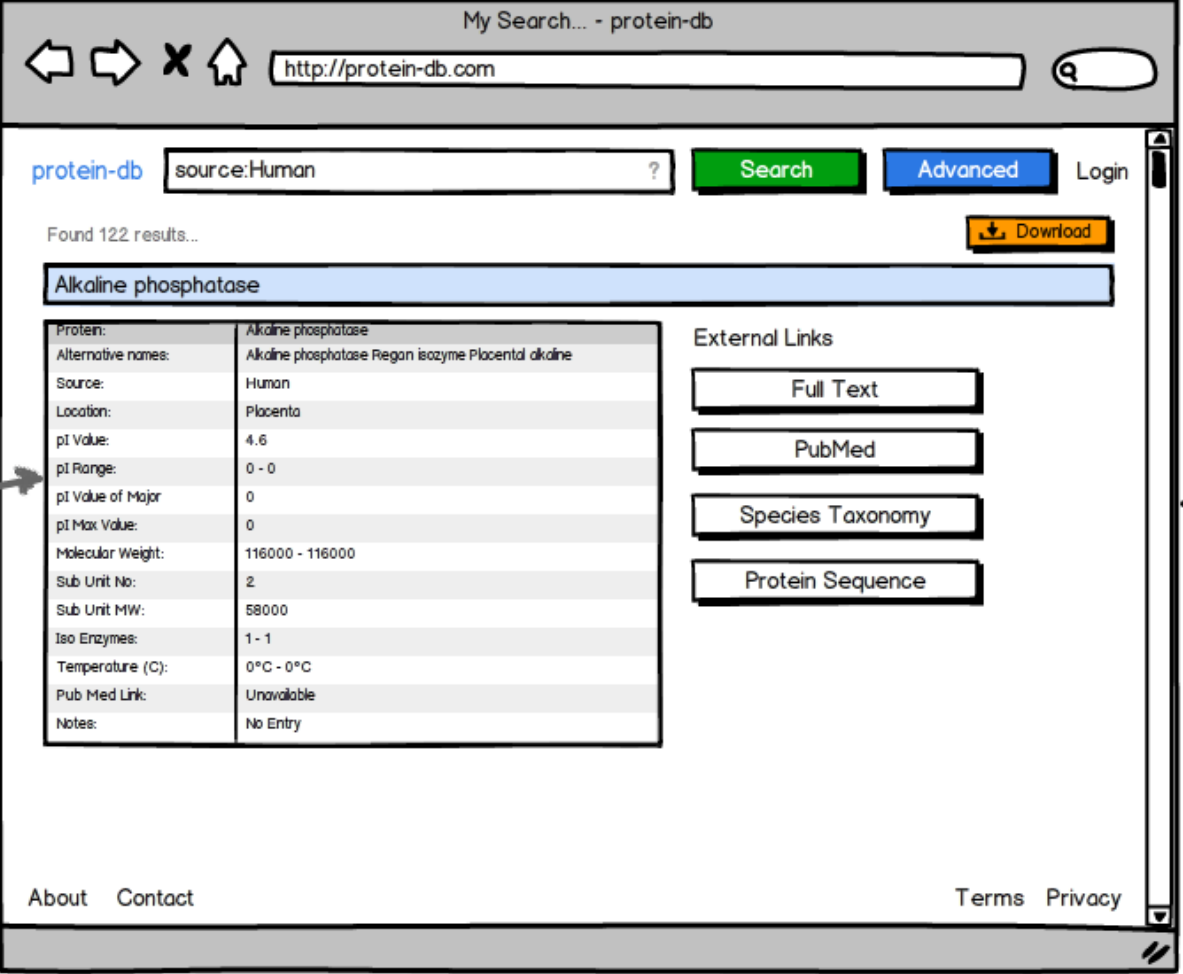 My Search... - protein-db
http://protein-db.com
protein-db source:Human ? Search Advanced Login
Found 122 results... Download
Alkaline phosphatase
Protein: Alkaline phosphatase
Alternative names: Alkaline phosphatase Regan isozyme Placental alkaline
Source: Human
Location: Placenta
pI Value: 4.6
pI Range: 0 - 0
pI Value of Major 0
pI Max Value: 0
Molecular Weight: 116000 - 116000
Sub Unit No: 2
Sub Unit MW: 58000
Iso Enzymes: 1 - 1
Temperature (C): 0°C - 0°C
Pub Med Link: Unavailable
Notes: No Entry
External Links
Full Text
PubMed
Species Taxonomy
Protein Sequence
About Contact Terms Privacy